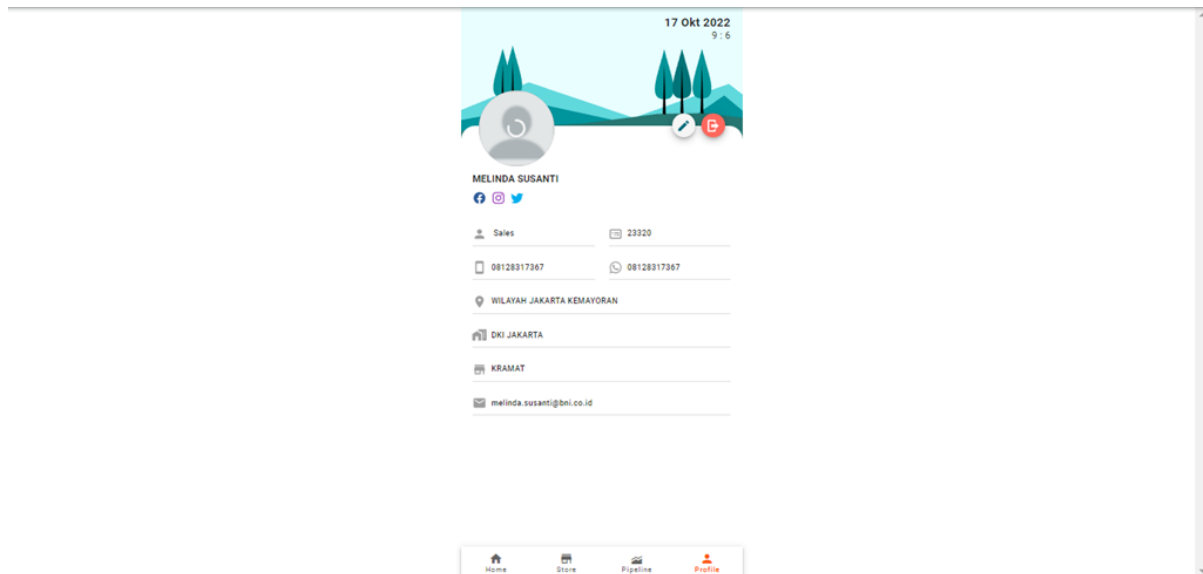 17 Okt 2022
9 : 6
MELINDA SUSANTI
Sales
23320
08128317367
08128317367
WILAYAH JAKARTA KEMAYORAN
DKI JAKARTA
KRAMAT
melinda.susanti@bni.co.id
Home
Store
Pipeline
Profile